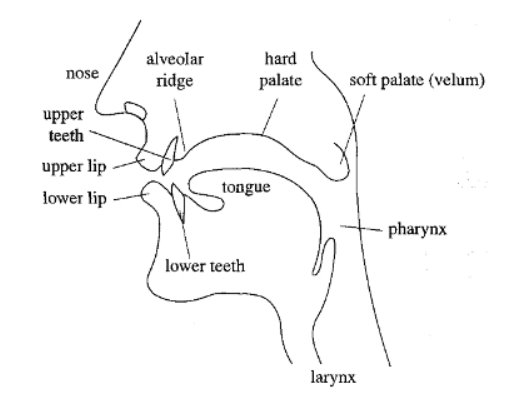 nose
alveolar
ridge
hard
palate
soft palate (velum)
upper
teeth
upper lip
lower lip
tongue
pharynx
lower teeth
larynx